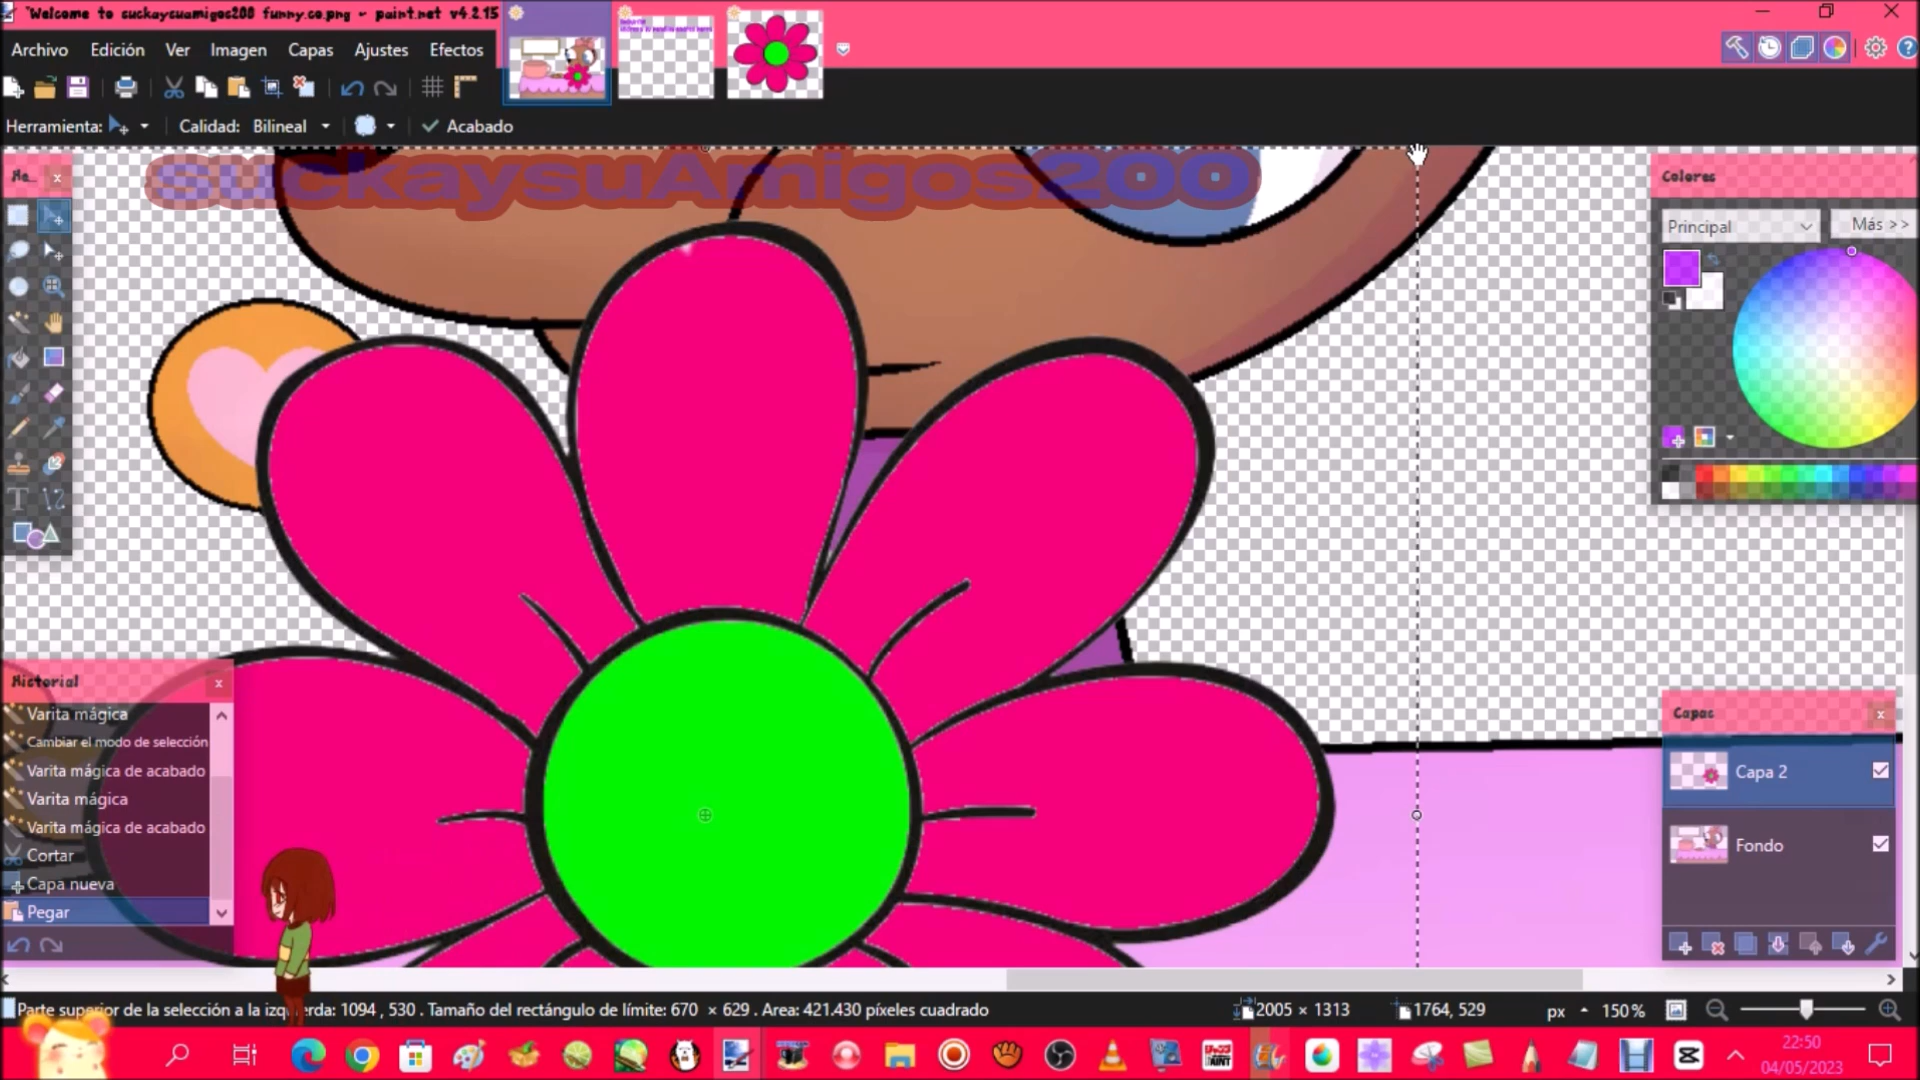 *Welcome to suckaysuamigos200 funny.co.png - paint.net v4.2.15
Archivo Edición Ver Imagen Capas Ajustes Efectos
Herramienta: Calidad: Bilineal Acabado
suckaysuAmigos200
He...
Colores
Principal Más >>
Historial
Varita mágica
Cambiar el modo de selección
Varita mágica de acabado
Varita mágica
Varita mágica de acabado
Cortar
Capa nueva
Pegar
Capas
Capa 2
Fondo
Parte superior de la selección a la izquierda: 1094 , 530 . Tamaño del rectángulo de límite: 670 × 629 . Area: 421.430 píxeles cuadrado
2005 × 1313 1764, 529 px 150%
22:50
04/05/2023